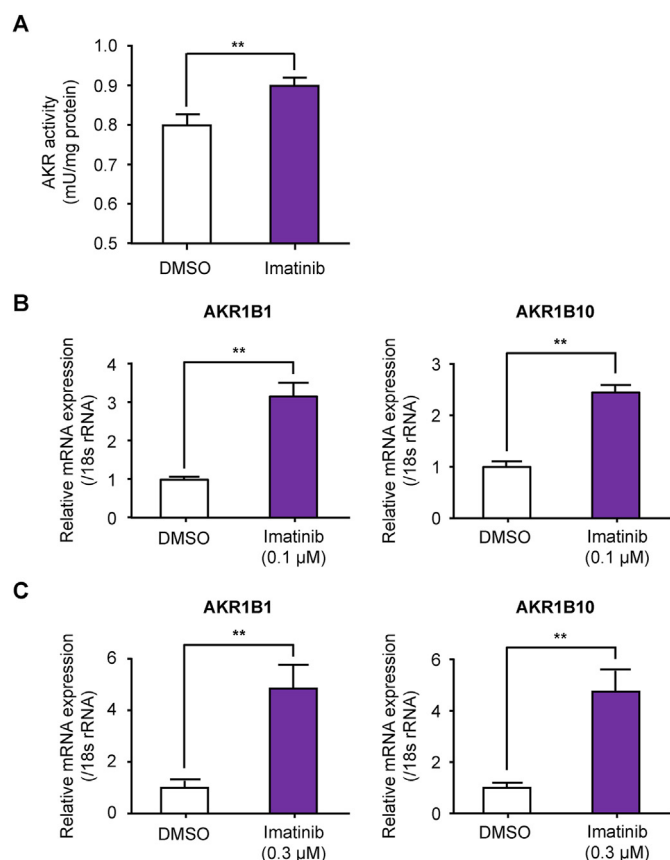 A
**
1.0
0.9
0.8
0.7
0.6
0.5
AKR activity
(mU/mg protein)
DMSO
Imatinib
B
AKR1B1
**
4
3
2
1
0
Relative mRNA expression
(/18s rRNA)
DMSO
Imatinib
(0.1 μM)
AKR1B10
**
3
2
1
0
Relative mRNA expression
(/18s rRNA)
DMSO
Imatinib
(0.1 μM)
C
AKR1B1
**
6
4
2
0
Relative mRNA expression
(/18s rRNA)
DMSO
Imatinib
(0.3 μM)
AKR1B10
**
6
4
2
0
Relative mRNA expression
(/18s rRNA)
DMSO
Imatinib
(0.3 μM)